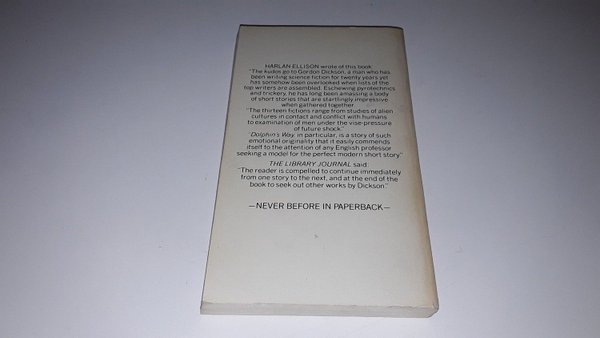 HARLAN ELLISON wrote of this book:
"The kudos go to Gordon Dickson, a man who has
been writing science fiction for twenty years yet
has somehow been overlooked when lists of the
top writers are assembled. Eschewing pyrotechnics
and trickery, he has long been amassing a body
of short stories that are startlingly impressive
when gathered together.
"The thirteen fictions range from studies of alien
cultures in contact and conflict with humans
to examination of men under the vise-pressure
of future shock."
'Dolphin's Way' in particular, is a story of such
emotional originality that it easily commends
itself to the attention of any English professor
seeking a model for the perfect modern short story."
THE LIBRARY JOURNAL said:
"The reader is compelled to continue immediately
from one story to the next, and at the end of the
book to seek out other works by Dickson."
—NEVER BEFORE IN PAPERBACK—